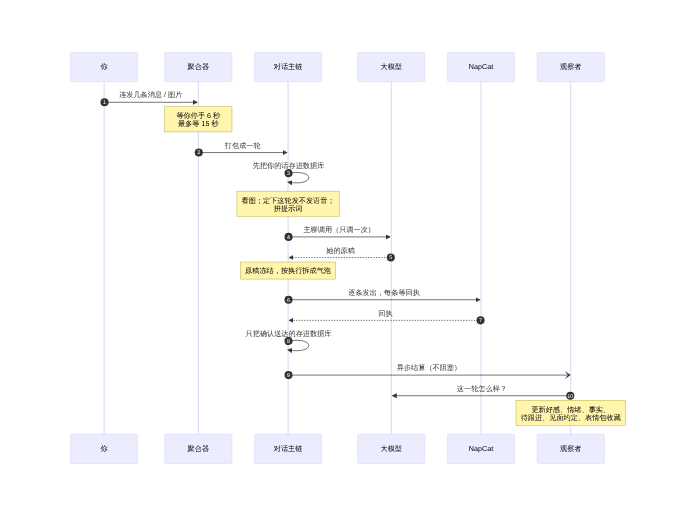 你 聚合器 对话主链 大模型 NapCat 观察者
连发几条消息 / 图片
1
等你停手 6 秒
最多等 15 秒
打包成一轮
2
先把你的话存进数据库
3
看图；定下这轮发不发语音；
拼提示词
主聊调用（只调一次）
4
她的原稿
5
原稿冻结，按换行拆成气泡
逐条发出，每条等回执
6
回执
7
只把确认送达的存进数据库
8
异步结算（不阻塞）
9
这一轮怎么样？
10
更新好感、情绪、事实、
待跟进、见面约定、表情包收藏
你 聚合器 对话主链 大模型 NapCat 观察者